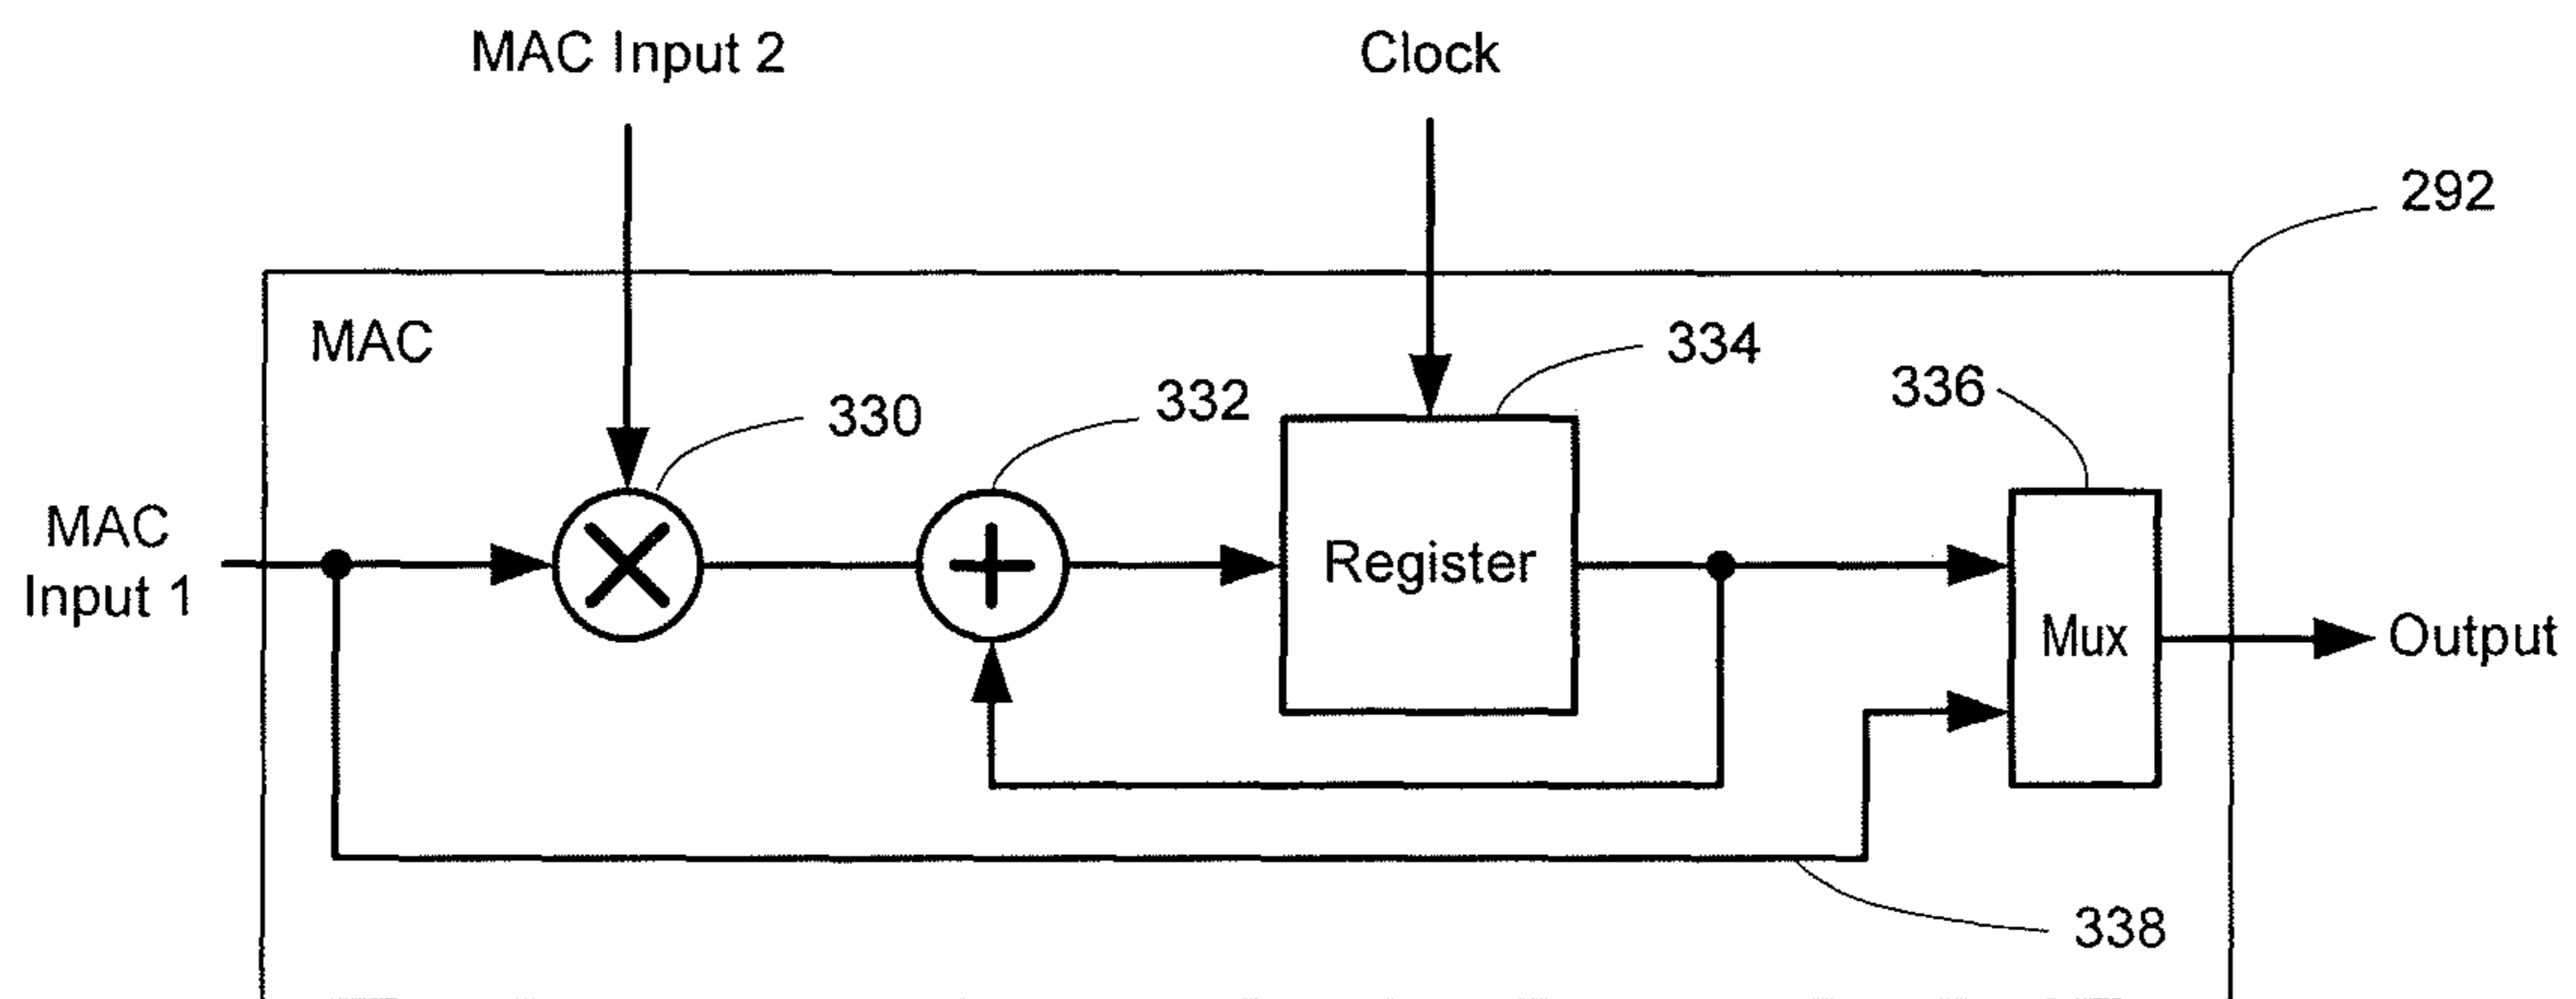 MAC Input 2
Clock
292
MAC
334
336
332
330
MAC
Input 1
Register
Mux
Output
338